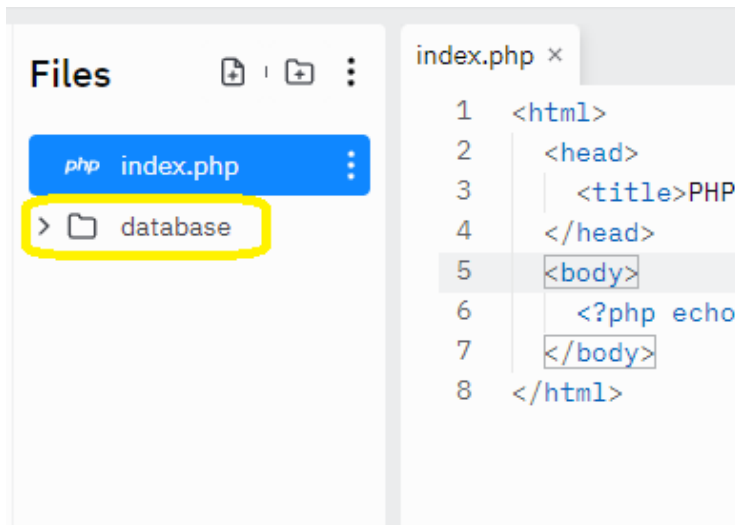 Files
php index.php
database
index.php ×
1 <html>
2 <head>
3 <title>PHP
4 </head>
5 <body>
6 <?php echo
7 </body>
8 </html>